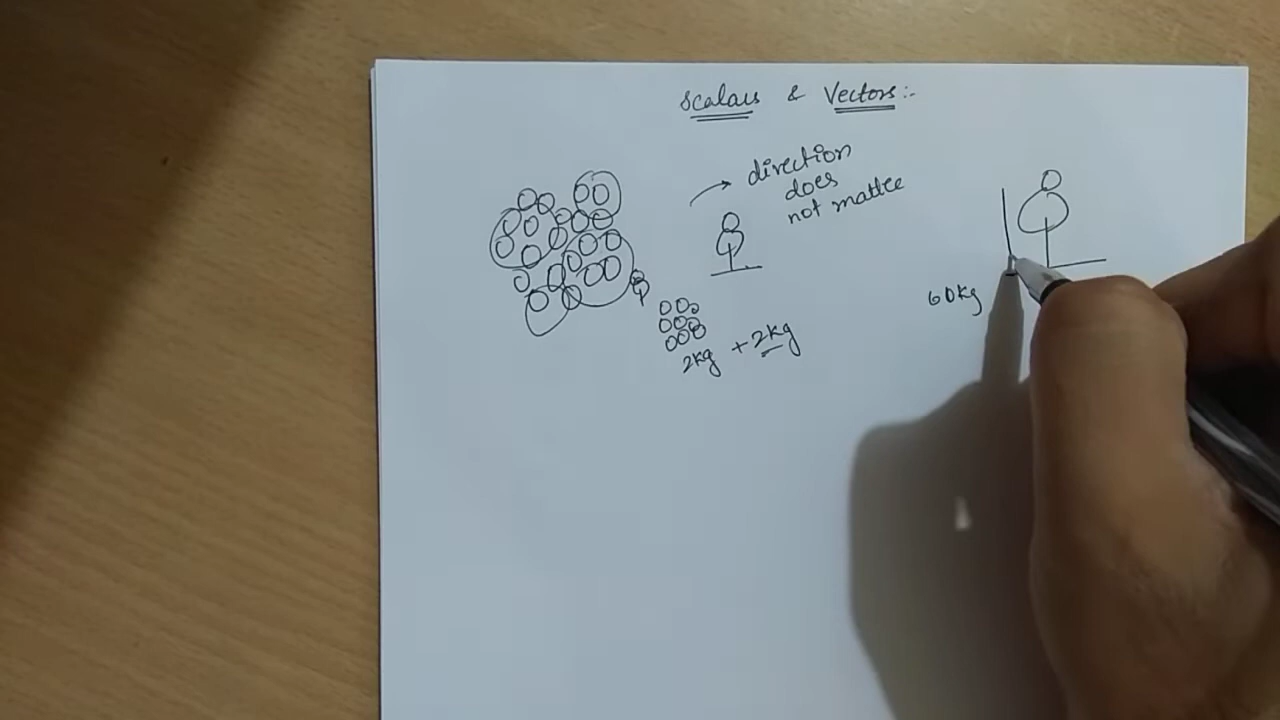 Scalars & Vectors:-
direction
does
not matter
60kg
2kg + 2kg